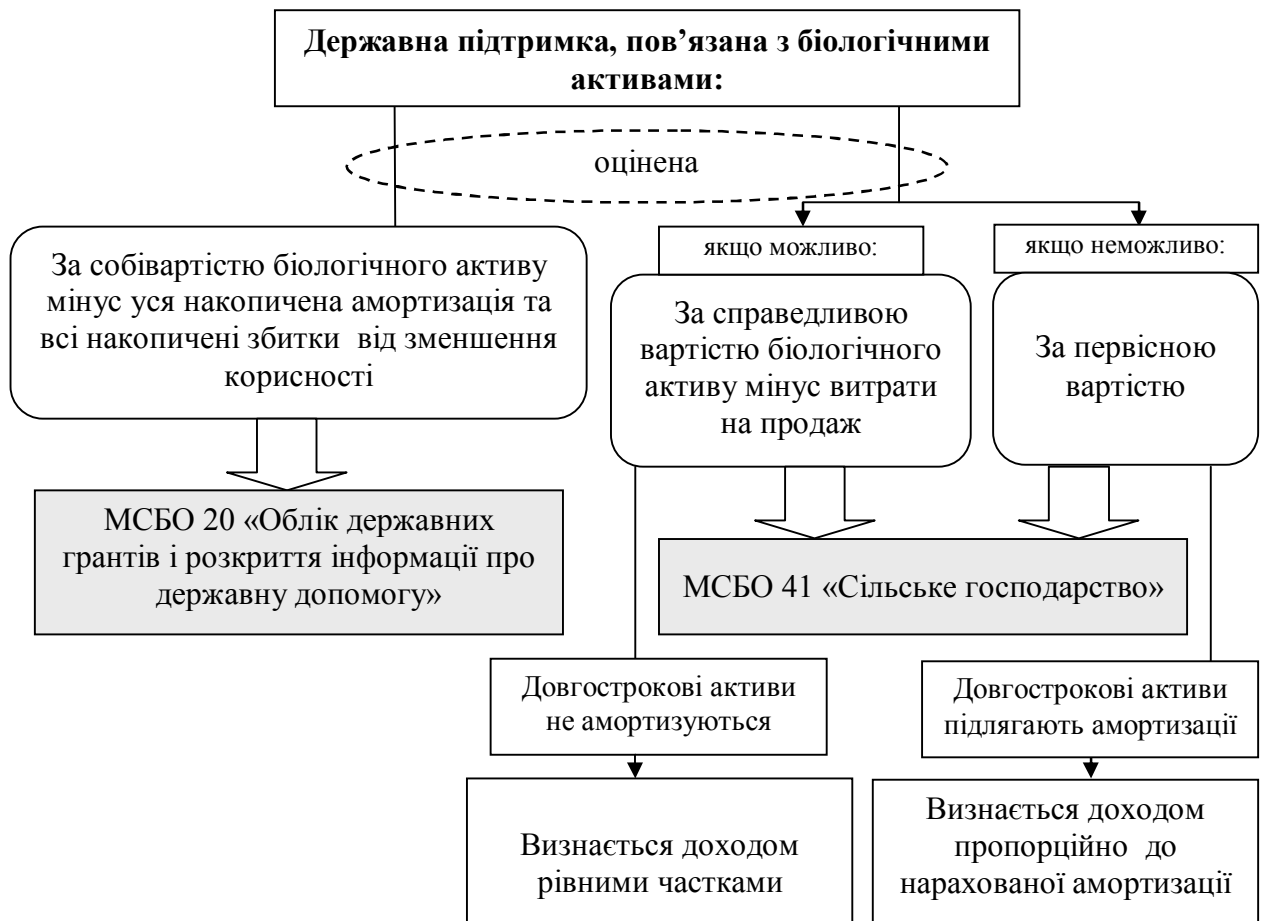 Державна підтримка, пов’язана з біологічними
активами:
оцінена
За собівартістю біологічного активу
мінус уся накопичена амортизація та
всі накопичені збитки від зменшення
корисності
якщо можливо:
За справедливою
вартістю біологічного
активу мінус витрати
на продаж
якщо неможливо:
За первісною
вартістю
МСБО 20 «Облік державних
грантів і розкриття інформації про
державну допомогу»
МСБО 41 «Сільське господарство»
Довгострокові активи
не амортизуються
Довгострокові активи
підлягають амортизації
Визнається доходом
рівними частками
Визнається доходом
пропорційно до
нарахованої амортизації